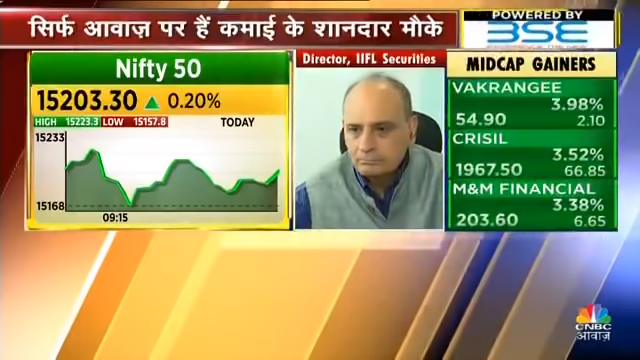 सिर्फ आवाज़ पर हैं कमाई के शानदार मौके
POWERED BY
BSE
Nifty 50
15203.30 ▲ 0.20%
HIGH 15223.3 LOW 15157.8 TODAY
15233
15168
09:15
Director, IIFL Securities
MIDCAP GAINERS
VAKRANGEE
3.98%
54.90 2.10
CRISIL
3.52%
1967.50 66.85
M&M FINANCIAL
3.38%
203.60 6.65
CNBC
आवाज़